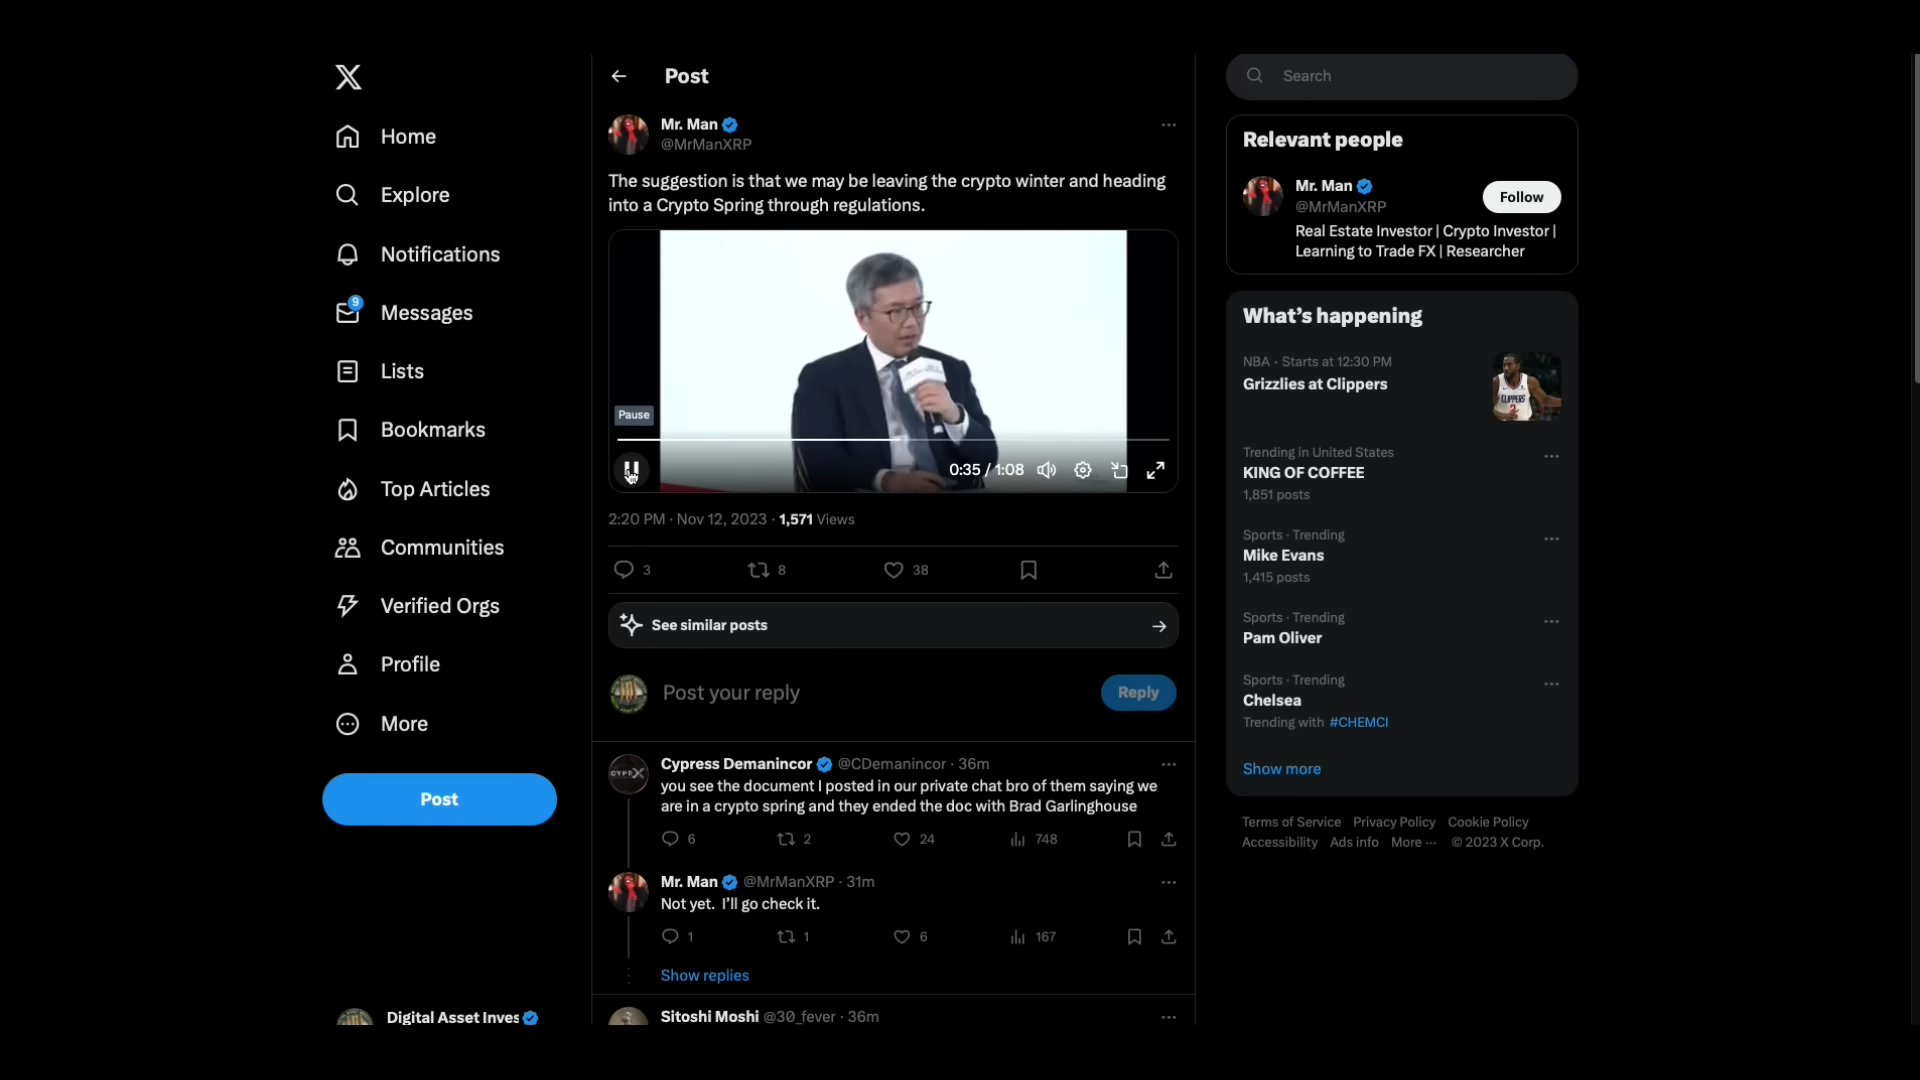 Home
Explore
Notifications
9
Messages
Lists
Bookmarks
Top Articles
Communities
Verified Orgs
Profile
More
Post
Digital Asset Inves
Post
Mr. Man
@MrManXRP
The suggestion is that we may be leaving the crypto winter and heading
into a Crypto Spring through regulations.
Pause
0:35 / 1:08
2:20 PM · Nov 12, 2023 · 1,571 Views
3 8 38
See similar posts
Post your reply
Reply
Cypress Demanincor @CDemanincor · 36m
you see the document I posted in our private chat bro of them saying we
are in a crypto spring and they ended the doc with Brad Garlinghouse
6 2 24 748
Mr. Man @MrManXRP · 31m
Not yet. I'll go check it.
1 1 6 167
Show replies
Sitoshi Moshi @30_fever · 36m
Search
Relevant people
Mr. Man
@MrManXRP
Follow
Real Estate Investor | Crypto Investor |
Learning to Trade FX | Researcher
What's happening
NBA · Starts at 12:30 PM
Grizzlies at Clippers
CLIPPERS
2
Trending in United States
KING OF COFFEE
1,851 posts
Sports · Trending
Mike Evans
1,415 posts
Sports · Trending
Pam Oliver
Sports · Trending
Chelsea
Trending with #CHEMCI
Show more
Terms of Service Privacy Policy Cookie Policy
Accessibility Ads info More ··· © 2023 X Corp.